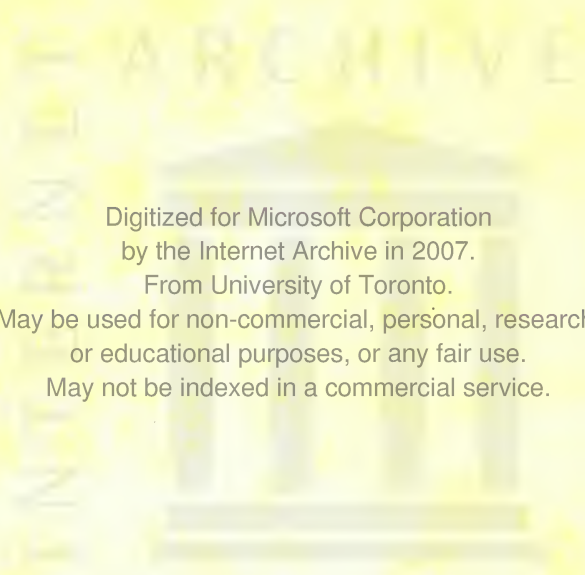 ARCHIVE
INTERNET
Digitized for Microsoft Corporation
by the Internet Archive in 2007.
From University of Toronto.
May be used for non-commercial, personal, research
or educational purposes, or any fair use.
May not be indexed in a commercial service.